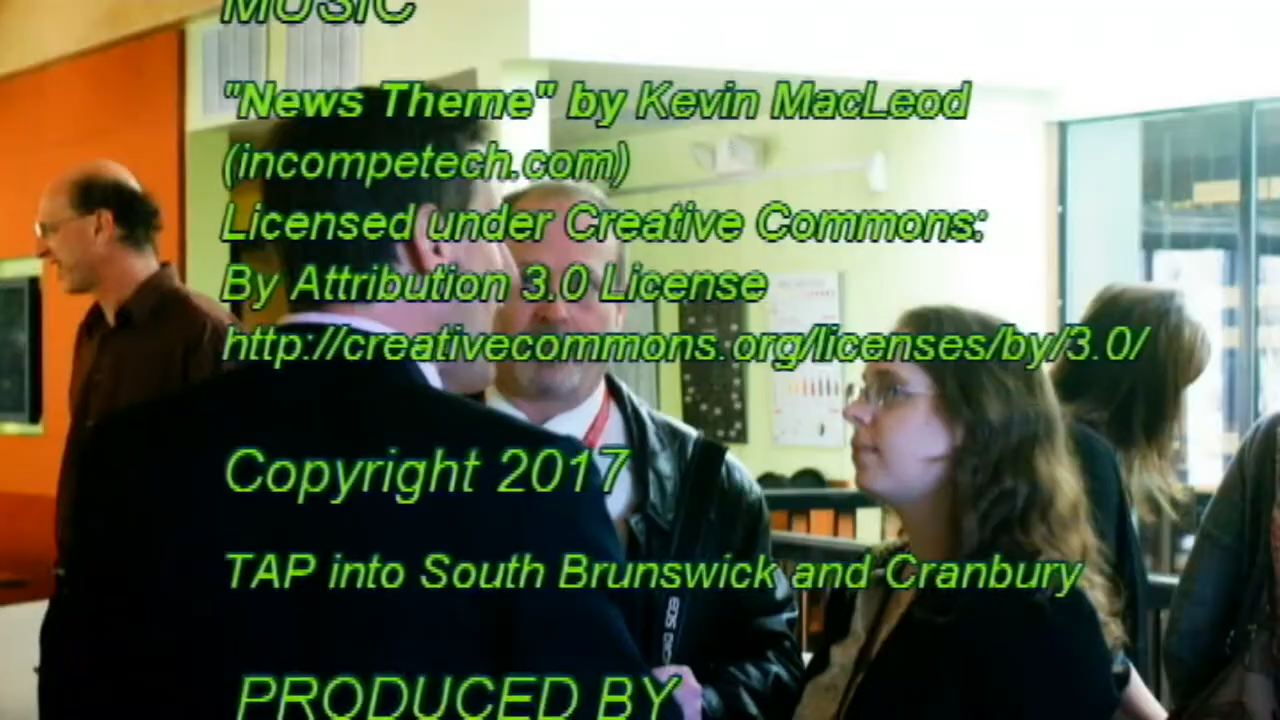 MUSIC
"News Theme" by Kevin MacLeod
(incompetech.com)
Licensed under Creative Commons:
By Attribution 3.0 License
http://creativecommons.org/licenses/by/3.0/
Copyright 2017
TAP into South Brunswick and Cranbury
EOS
PRODUCED BY